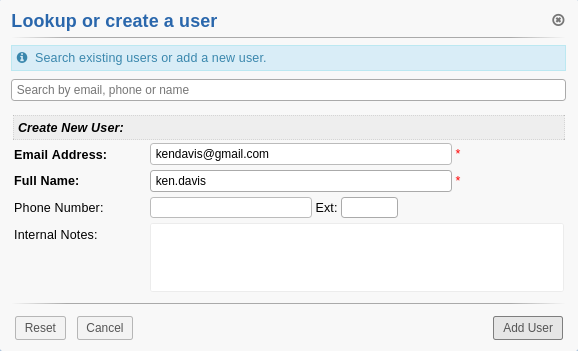 Lookup or create a user
Search existing users or add a new user.
Search by email, phone or name
Create New User:
Email Address: kendavis@gmail.com *
Full Name: ken.davis *
Phone Number: Ext:
Internal Notes:
Reset Cancel Add User